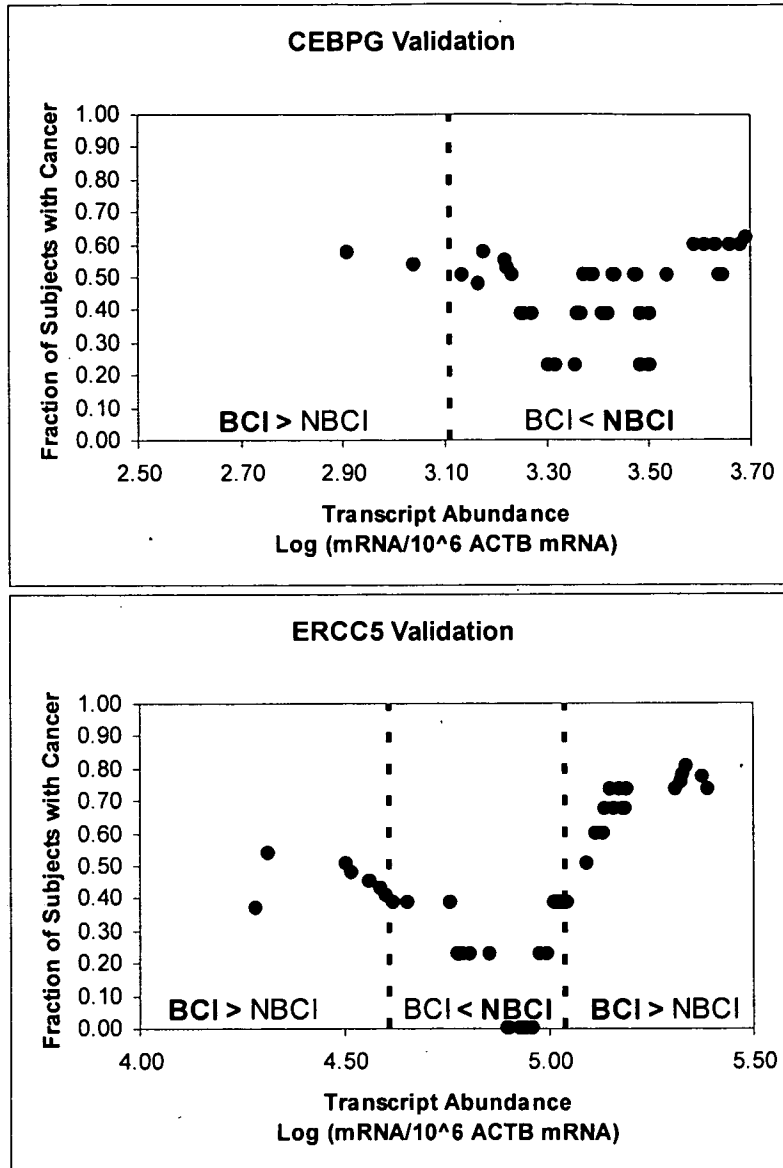 CEBPG Validation
Fraction of Subjects with Cancer
1.00
0.90
0.80
0.70
0.60
0.50
0.40
0.30
0.20
0.10
0.00
BCI > NBCI
BCI < NBCI
2.50 2.70 2.90 3.10 3.30 3.50 3.70
Transcript Abundance
Log (mRNA/10^6 ACTB mRNA)
ERCC5 Validation
Fraction of Subjects with Cancer
1.00
0.90
0.80
0.70
0.60
0.50
0.40
0.30
0.20
0.10
0.00
BCI > NBCI
BCI < NBCI
BCI > NBCI
4.00 4.50 5.00 5.50
Transcript Abundance
Log (mRNA/10^6 ACTB mRNA)